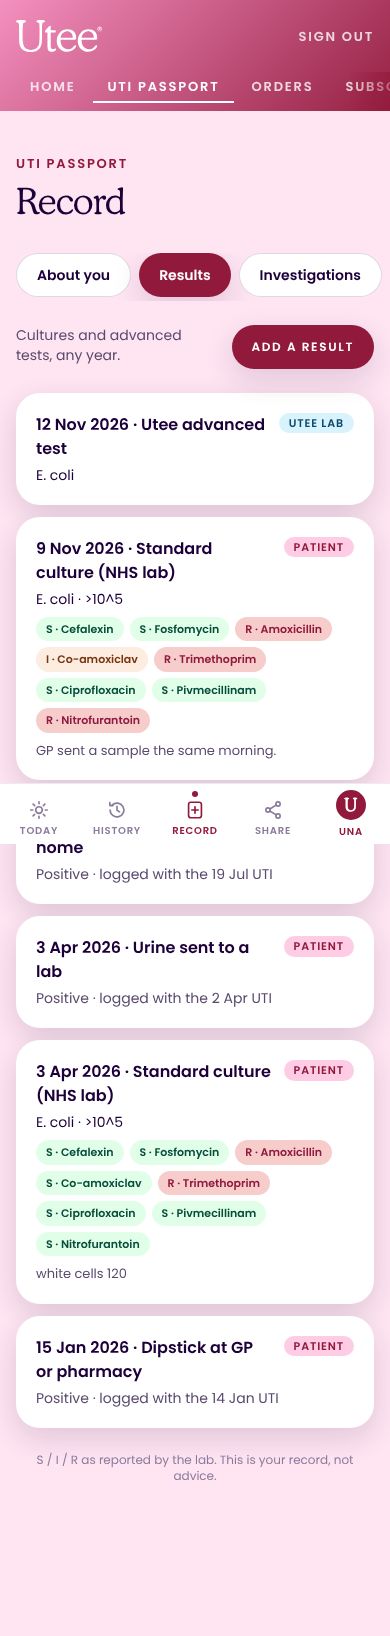 Utee®
SIGN OUT
HOME UTI PASSPORT ORDERS SUBSC
UTI PASSPORT
Record
About you Results Investigations
Cultures and advanced
tests, any year.
ADD A RESULT
12 Nov 2026 · Utee advanced
test
UTEE LAB
E. coli
9 Nov 2026 · Standard
culture (NHS lab)
PATIENT
E. coli · >10^5
S · Cefalexin S · Fosfomycin R · Amoxicillin
I · Co-amoxiclav R · Trimethoprim
S · Ciprofloxacin S · Pivmecillinam
R · Nitrofurantoin
GP sent a sample the same morning.
U
TODAY HISTORY RECORD SHARE UNA
home
Positive · logged with the 19 Jul UTI
3 Apr 2026 · Urine sent to a
lab
PATIENT
Positive · logged with the 2 Apr UTI
3 Apr 2026 · Standard culture
(NHS lab)
PATIENT
E. coli · >10^5
S · Cefalexin S · Fosfomycin R · Amoxicillin
S · Co-amoxiclav R · Trimethoprim
S · Ciprofloxacin S · Pivmecillinam
S · Nitrofurantoin
white cells 120
15 Jan 2026 · Dipstick at GP
or pharmacy
PATIENT
Positive · logged with the 14 Jan UTI
S / I / R as reported by the lab. This is your record, not
advice.